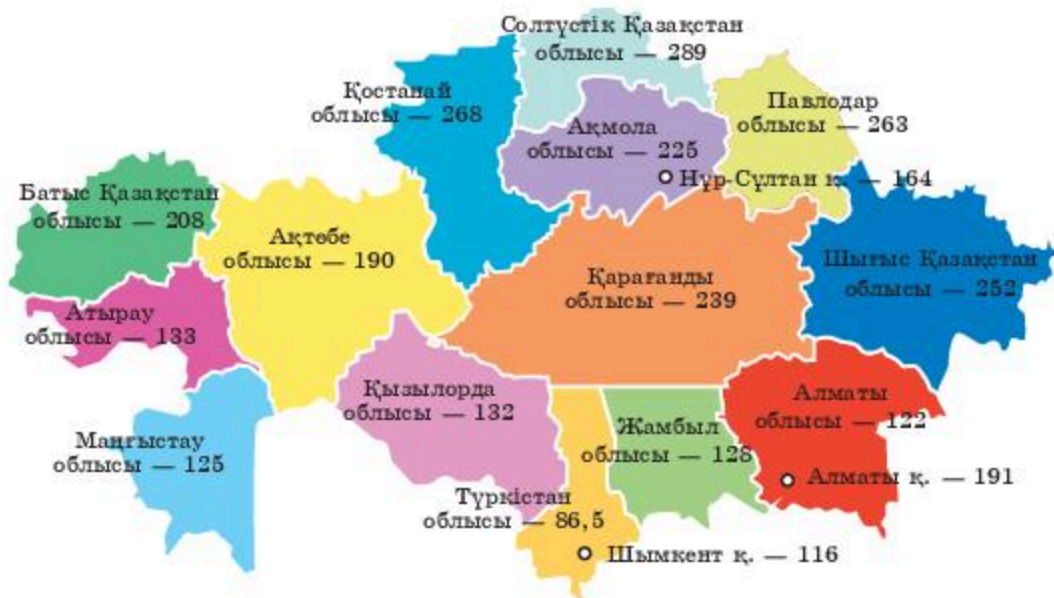 Солтүстік Қазақстан
облысы — 289
Қостанай
облысы — 268
Павлодар
облысы — 263
Ақмола
облысы — 225
Нұр-Сұлтан қ. — 164
Батыс Қазақстан
облысы — 208
Ақтөбе
облысы — 190
Қарағанды
облысы — 239
Шығыс Қазақстан
облысы — 252
Атырау
облысы — 133
Қызылорда
облысы — 132
Алматы
облысы — 122
Маңғыстау
облысы — 125
Жамбыл
облысы — 128
Алматы қ. — 191
Түркістан
облысы — 86,5
Шымкент қ. — 116